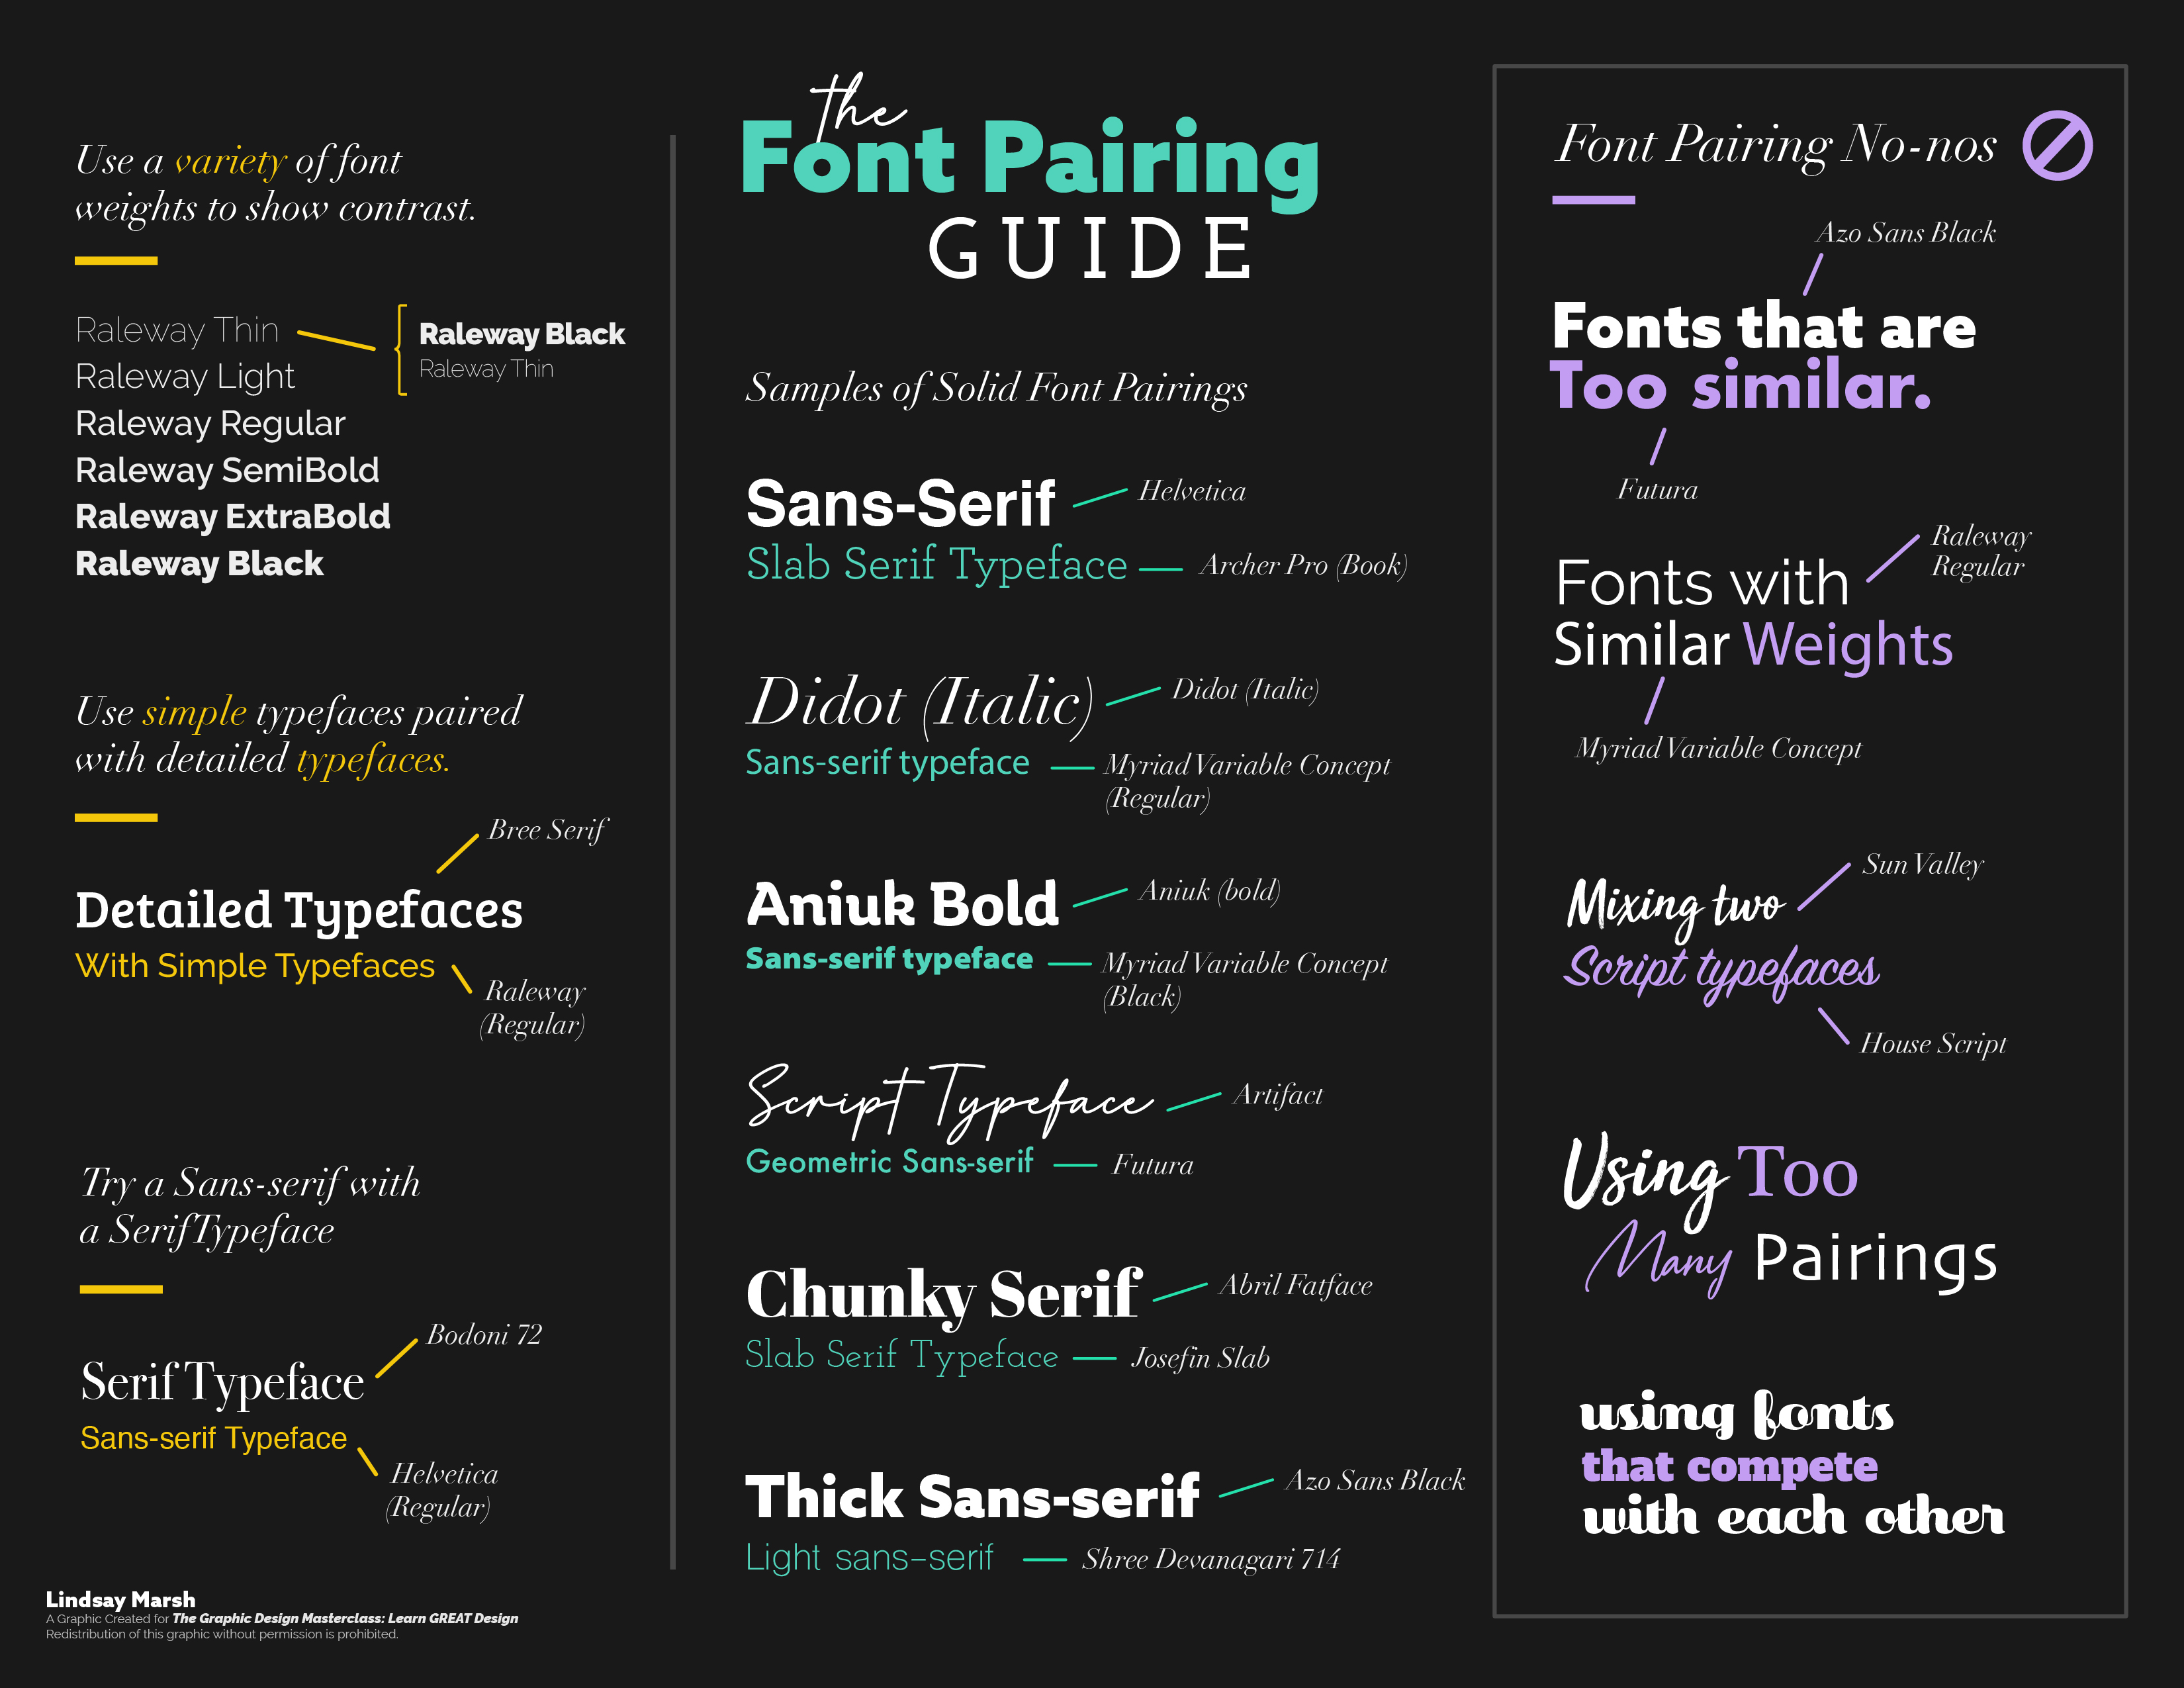 Use a variety of font
weights to show contrast.
Raleway Thin
Raleway Light
Raleway Regular
Raleway SemiBold
Raleway ExtraBold
Raleway Black
Raleway Black
Raleway Thin
Use simple typefaces paired
with detailed typefaces.
Bree Serif
Detailed Typefaces
With Simple Typefaces
Raleway
(Regular)
Try a Sans-serif with
a Serif Typeface
Bodoni 72
Serif Typeface
Sans-serif Typeface
Helvetica
(Regular)
Lindsay Marsh
A Graphic Created for The Graphic Design Masterclass: Learn GREAT Design
Redistribution of this graphic without permission is prohibited.
the
Font Pairing
GUIDE
Samples of Solid Font Pairings
Sans-Serif
Helvetica
Slab Serif Typeface
Archer Pro (Book)
Didot (Italic)
Didot (Italic)
Sans-serif typeface
Myriad Variable Concept
(Regular)
Aniuk Bold
Aniuk (bold)
Sans-serif typeface
Myriad Variable Concept
(Black)
Script Typeface
Artifact
Geometric Sans-serif
Futura
Chunky Serif
Abril Fatface
Slab Serif Typeface
Josefin Slab
Thick Sans-serif
Azo Sans Black
Light sans-serif
Shree Devanagari 714
Font Pairing No-nos
Azo Sans Black
Fonts that are
Too similar.
Futura
Raleway
Regular
Fonts with
Similar Weights
Myriad Variable Concept
Sun Valley
Mixing two
Script typefaces
House Script
Using Too
Many Pairings
using fonts
that compete
with each other